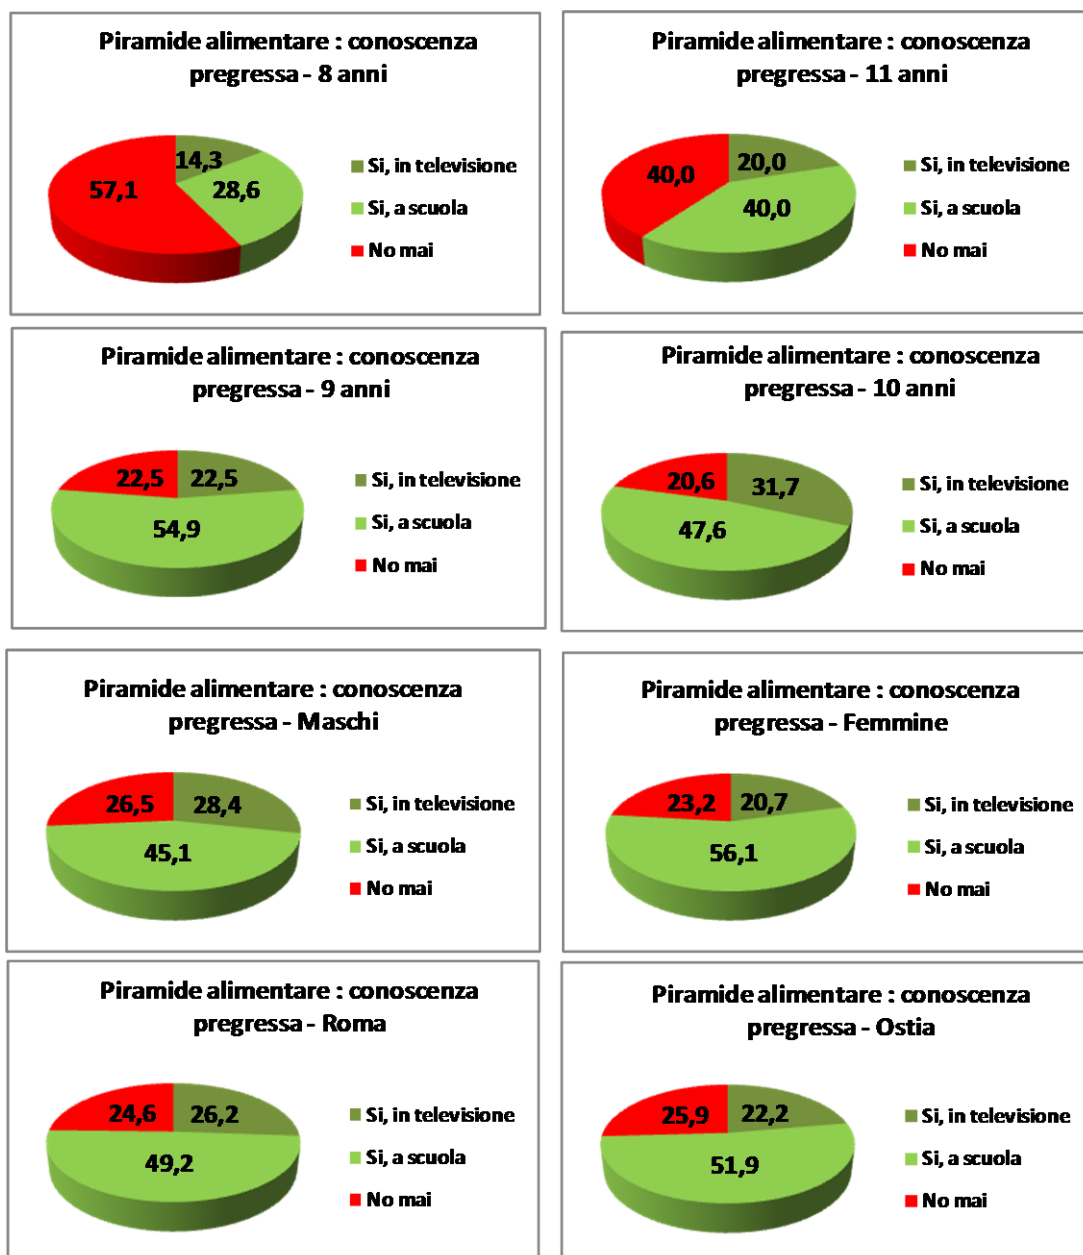 Piramide alimentare : conoscenza
pregressa - 8 anni
14,3
57,1
28,6
Si, in televisione
Si, a scuola
No mai
Piramide alimentare : conoscenza
pregressa - 11 anni
40,0
20,0
40,0
Si, in televisione
Si, a scuola
No mai
Piramide alimentare : conoscenza
pregressa - 9 anni
22,5
22,5
54,9
Si, in televisione
Si, a scuola
No mai
Piramide alimentare : conoscenza
pregressa - 10 anni
20,6
31,7
47,6
Si, in televisione
Si, a scuola
No mai
Piramide alimentare : conoscenza
pregressa - Maschi
26,5
28,4
45,1
Si, in televisione
Si, a scuola
No mai
Piramide alimentare : conoscenza
pregressa - Femmine
23,2
20,7
56,1
Si, in televisione
Si, a scuola
No mai
Piramide alimentare : conoscenza
pregressa - Roma
24,6
26,2
49,2
Si, in televisione
Si, a scuola
No mai
Piramide alimentare : conoscenza
pregressa - Ostia
25,9
22,2
51,9
Si, in televisione
Si, a scuola
No mai